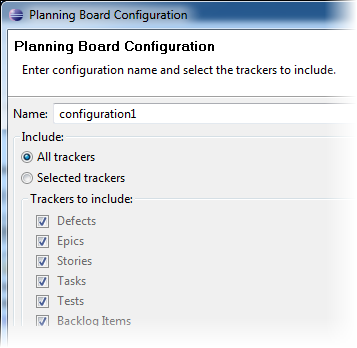 Planning Board Configuration
Planning Board Configuration
Enter configuration name and select the trackers to include.
Name: configuration1
Include:
All trackers
Selected trackers
Trackers to include:
Defects
Epics
Stories
Tasks
Tests
Backlog Items